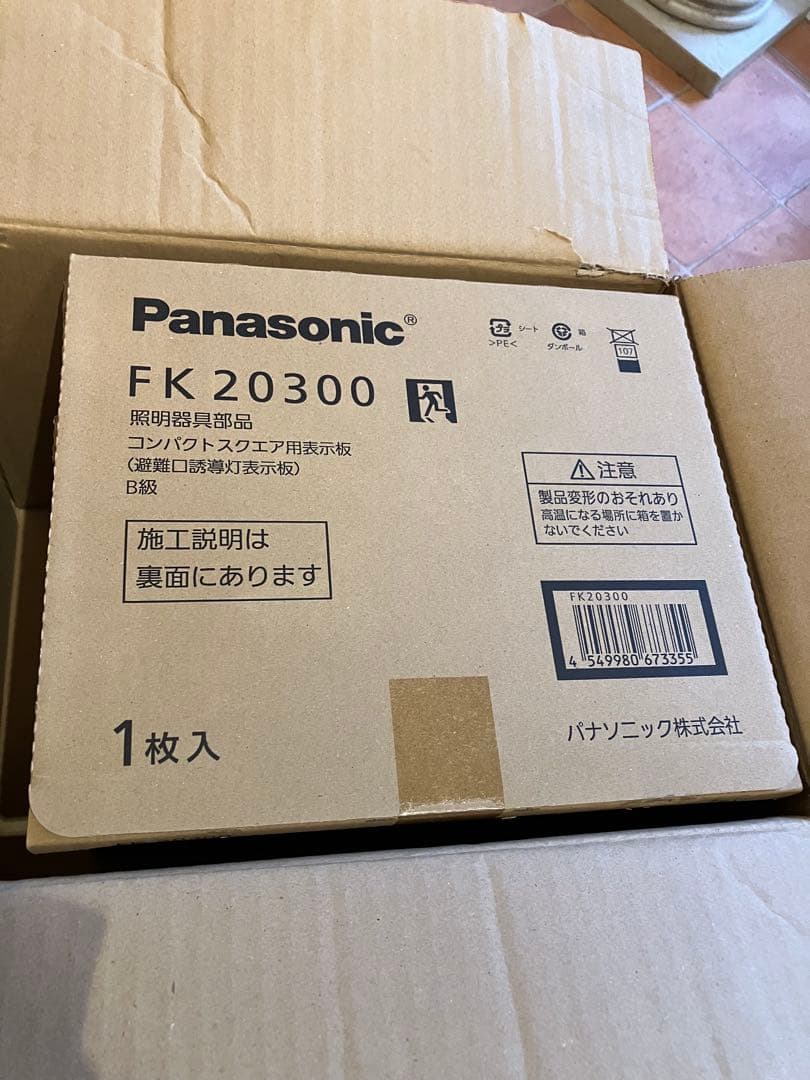 Panasonic®
FK20300
照明器具部品
コンパクトスクエア用表示板
(避難口誘導灯表示板)
B級
施工説明は
裏面にあります
1枚入
プラ
シート
>PE<
箱
ダンボール
107
注意
製品変形のおそれあり
高温になる場所に箱を置か
ないでください
FK20300
4 549980 673355
パナソニック株式会社